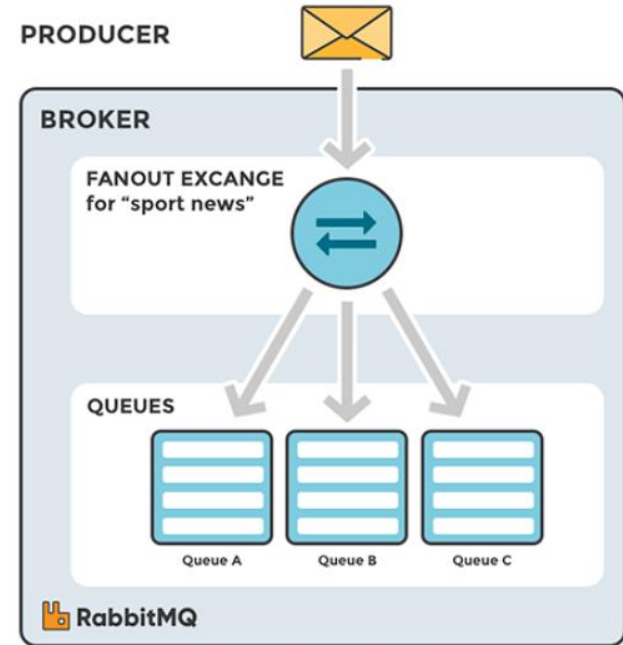 PRODUCER
BROKER
FANOUT EXCANGE
for “sport news”
QUEUES
Queue A
Queue B
Queue C
RabbitMQ